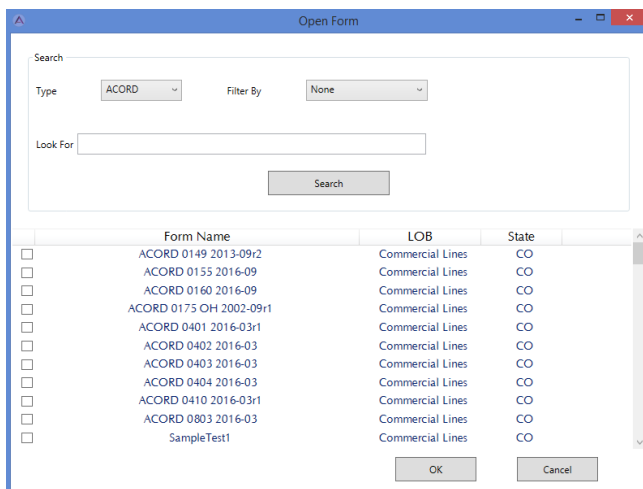 Open Form
Search
Type ACORD Filter By None
Look For
Search
Form Name LOB State
ACORD 0149 2013-09r2 Commercial Lines CO
ACORD 0155 2016-09 Commercial Lines CO
ACORD 0160 2016-09 Commercial Lines CO
ACORD 0175 OH 2002-09r1 Commercial Lines CO
ACORD 0401 2016-03r1 Commercial Lines CO
ACORD 0402 2016-03 Commercial Lines CO
ACORD 0403 2016-03 Commercial Lines CO
ACORD 0404 2016-03 Commercial Lines CO
ACORD 0410 2016-03r1 Commercial Lines CO
ACORD 0803 2016-03 Commercial Lines CO
SampleTest1 Commercial Lines CO
OK Cancel